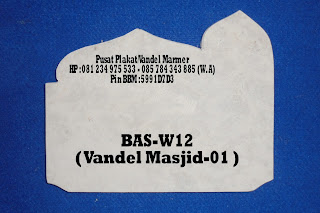 Pusat Plakat Vandel Marmer
HP : 081 234 975 533 - 085 784 343 885 (W.A)
Pin BBM : 5991D7D3
BAS-W12
(Vandel Masjid-01)